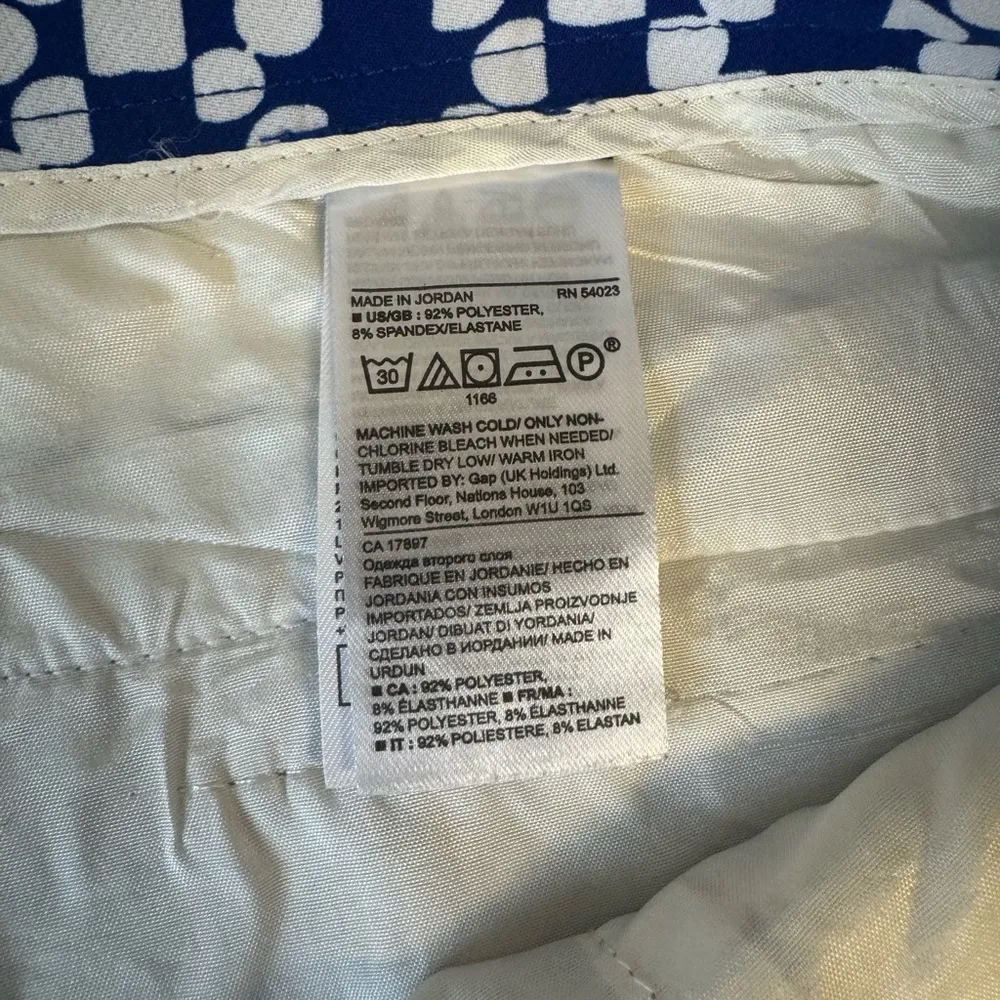 MADE IN JORDAN RN 54023
■ US/GB : 92% POLYESTER,
8% SPANDEX/ELASTANE
30 P ®
1166
MACHINE WASH COLD/ ONLY NON-
CHLORINE BLEACH WHEN NEEDED/
TUMBLE DRY LOW/ WARM IRON
IMPORTED BY: Gap (UK Holdings) Ltd.
Second Floor, Nations House, 103
Wigmore Street, London W1U 1QS
CA 17897
Одежда второго слоя
FABRIQUE EN JORDANIE/ HECHO EN
JORDANIA CON INSUMOS
IMPORTADOS/ ZEMLJA PROIZVODNJE
JORDAN/ DIBUAT DI YORDANIA/
СДЕЛАНО В ИОРДАНИИ/ MADE IN
URDUN
■ CA : 92% POLYESTER,
8% ÉLASTHANNE ■ FR/MA :
92% POLYESTER, 8% ÉLASTHANNE
■ IT : 92% POLIESTERE, 8% ELASTAN